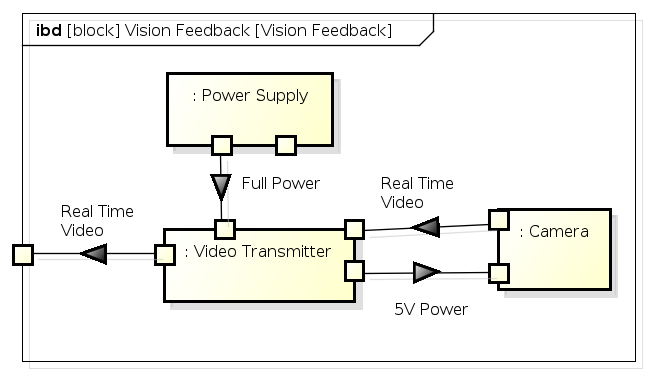 ibd [block] Vision Feedback [Vision Feedback]
: Power Supply
Full Power
Real Time
Video
Real Time
Video
: Video Transmitter
: Camera
5V Power